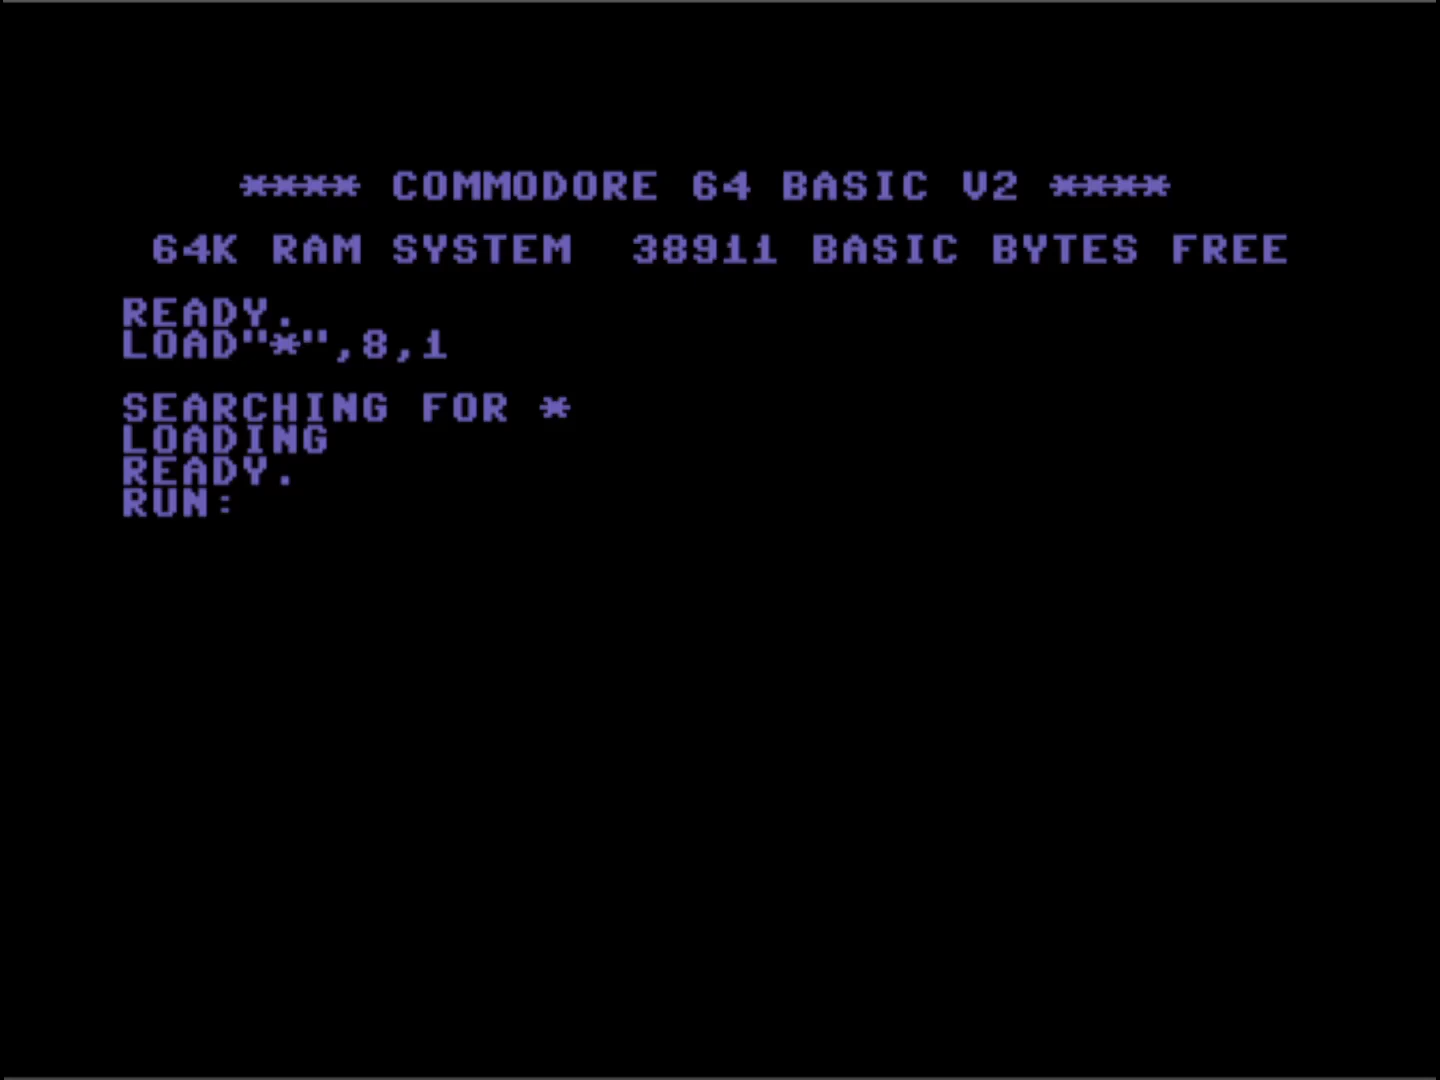 **** COMMODORE 64 BASIC V2 ****
64K RAM SYSTEM  38911 BASIC BYTES FREE
READY.
LOAD"*",8,1
SEARCHING FOR *
LOADING
READY.
RUN: